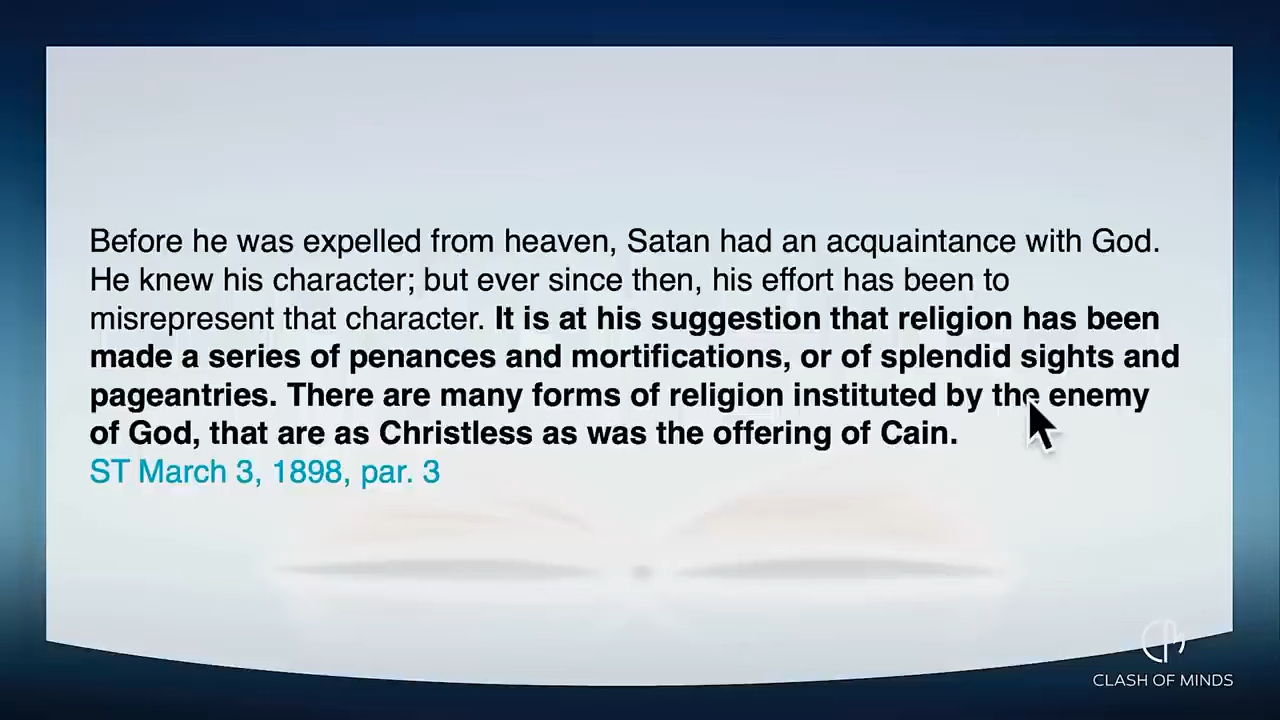 Before he was expelled from heaven, Satan had an acquaintance with God.
He knew his character; but ever since then, his effort has been to
misrepresent that character. It is at his suggestion that religion has been
made a series of penances and mortifications, or of splendid sights and
pageantries. There are many forms of religion instituted by the enemy
of God, that are as Christless as was the offering of Cain.
ST March 3, 1898, par. 3
CLASH OF MINDS